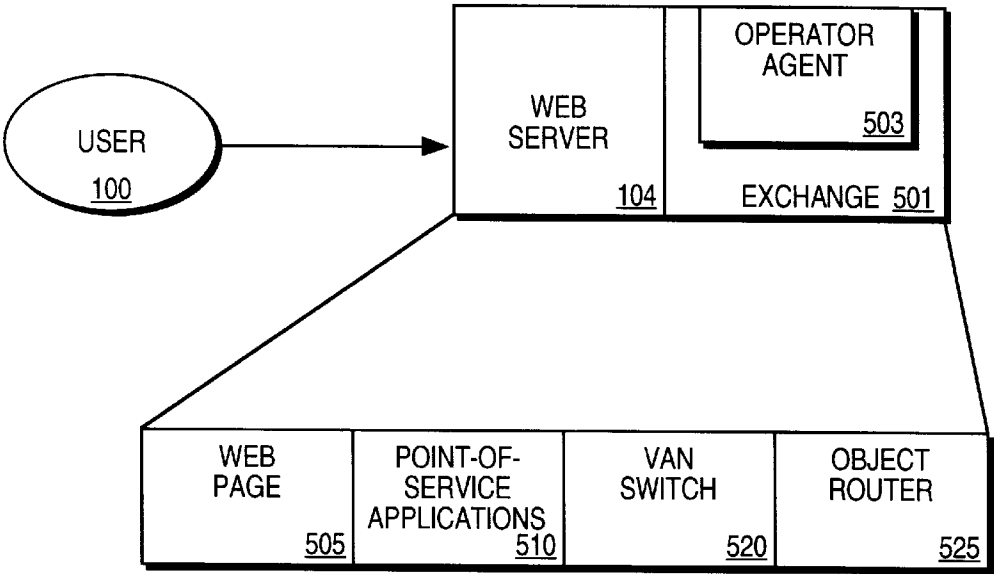 USER
100
WEB
SERVER
104
OPERATOR
AGENT
503
EXCHANGE 501
WEB
PAGE
505
POINT-OF-
SERVICE
APPLICATIONS
510
VAN
SWITCH
520
OBJECT
ROUTER
525